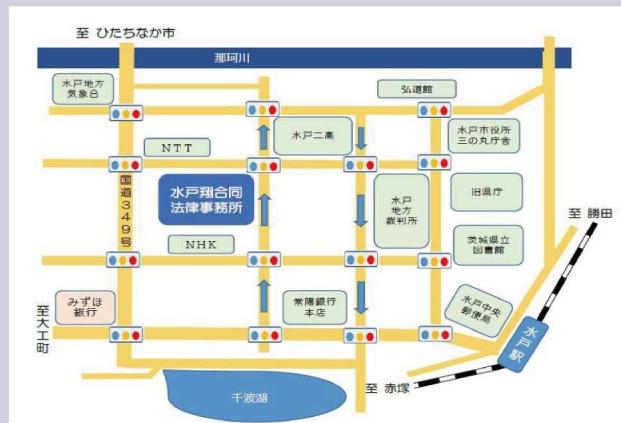 至 ひたちなか市
那珂川
水戸地方
気象台
弘道館
水戸二高
水戸市役所
三の丸庁舎
NTT
国道349号
水戸翔合同
法律事務所
水戸
地方
裁判所
旧県庁
至 勝田
NHK
茨城県立
図書館
みずほ
銀行
至大工町
常陽銀行
本店
水戸中央
郵便局
水戸駅
至 赤塚
千波湖